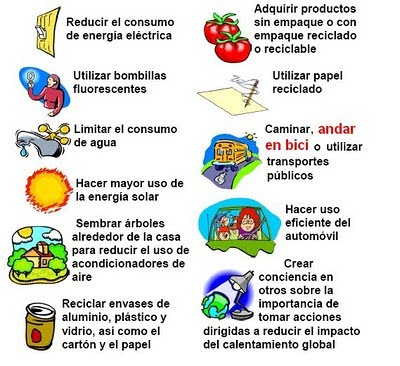 Reducir el consumo
de energía eléctrica
Utilizar bombillas
fluorescentes
Limitar el consumo
de agua
Hacer mayor uso de
la energía solar
Sembrar árboles
alrededor de la casa
para reducir el uso de
acondicionadores de
aire
Reciclar envases de
aluminio, plástico y
vidrio, así como el
cartón y el papel
Adquirir productos
sin empaque o con
empaque reciclado
o reciclable
Utilizar papel
reciclado
Caminar, andar
en bici o utilizar
transportes
públicos
Hacer uso
eficiente del
automóvil
Crear
conciencia en
otros sobre la
importancia de
tomar acciones
dirigidas a reducir el impacto
del calentamiento global